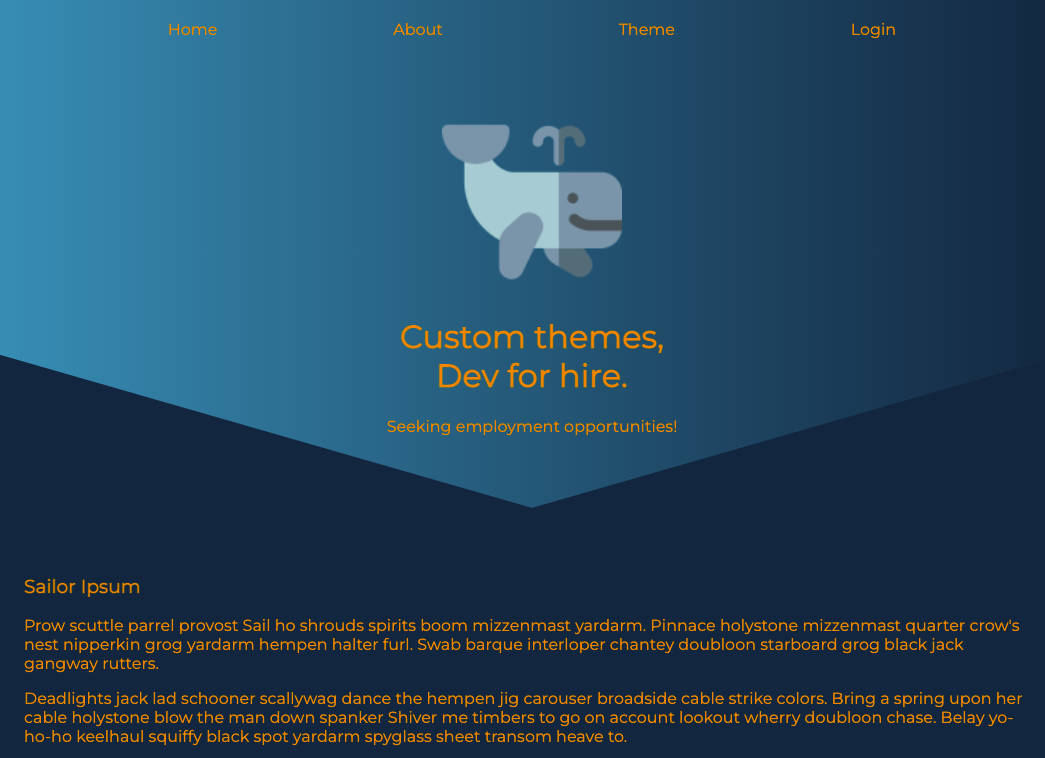 Home About Theme Login
Custom themes,
Dev for hire.
Seeking employment opportunities!
Sailor Ipsum
Prow scuttle parrel provost Sail ho shrouds spirits boom mizzenmast yardarm. Pinnace holystone mizzenmast quarter crow's
nest nipperkin grog yardarm hempen halter furl. Swab barque interloper chantey doubloon starboard grog black jack
gangway rutters.
Deadlights jack lad schooner scallywag dance the hempen jig carouser broadside cable strike colors. Bring a spring upon her
cable holystone blow the man down spanker Shiver me timbers to go on account lookout wherry doubloon chase. Belay yo-
ho-ho keelhaul squiffy black spot yardarm spyglass sheet transom heave to.